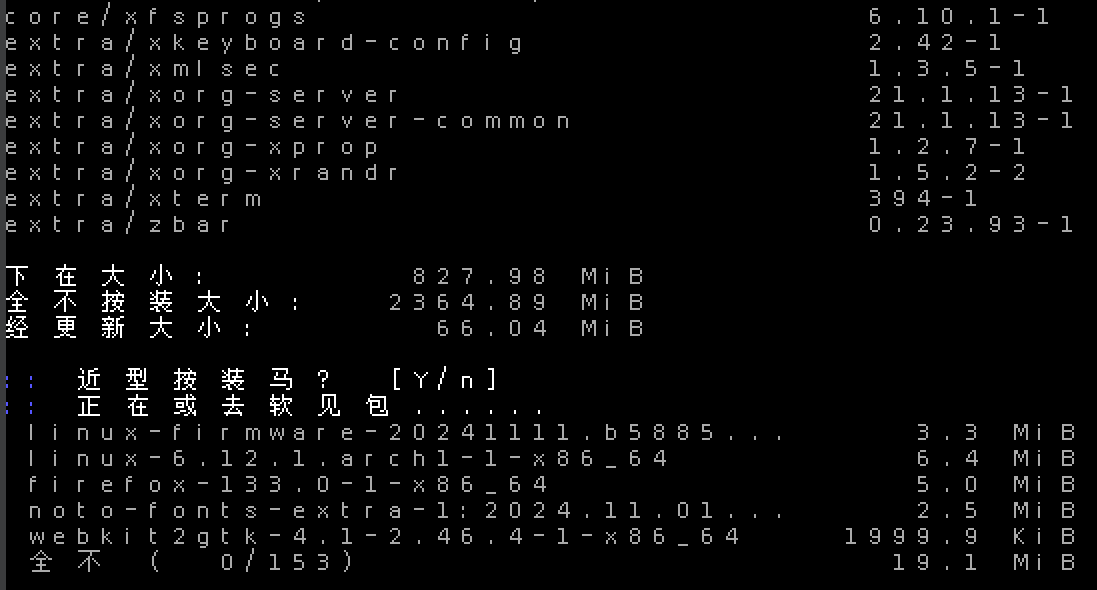 core/xfsprogs 6.10.1-1
extra/xkeyboard-config 2.42-1
extra/xmlsec 1.3.5-1
extra/xorg-server 21.1.13-1
extra/xorg-server-common 21.1.13-1
extra/xorg-xprop 1.2.7-1
extra/xorg-xrandr 1.5.2-2
extra/xterm 394-1
extra/zbar 0.23.93-1
下在大小: 827.98 MiB
全不按装大小: 2364.89 MiB
经更新大小: 66.04 MiB
:: 近型按装马? [Y/n]
:: 正在或去软见包......
linux-firmware-20241111.b5885... 3.3 MiB
linux-6.12.1.arch1-1-x86_64 6.4 MiB
firefox-133.0-1-x86_64 5.0 MiB
noto-fonts-extra-1:2024.11.01... 2.5 MiB
webkit2gtk-4.1-2.46.4-1-x86_64 1999.9 KiB
全不 ( 0/153) 19.1 MiB